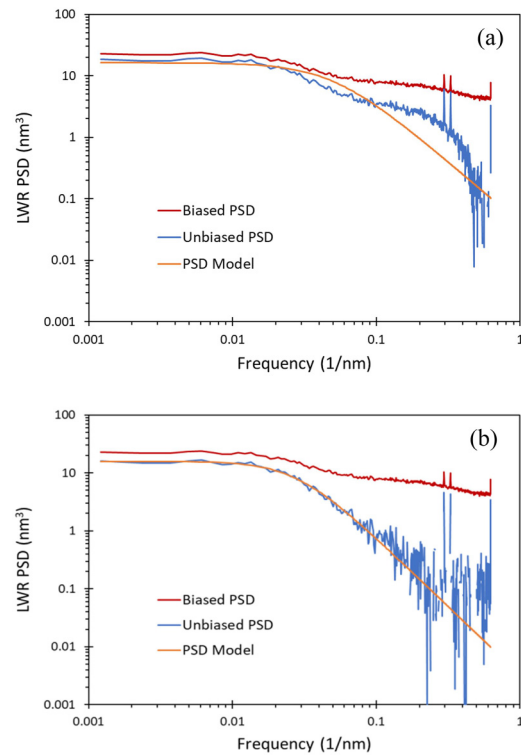 (a)
100
10
1
0.1
0.01
0.001
LWR PSD (nm³)
Biased PSD
Unbiased PSD
PSD Model
0.001
0.01
0.1
1
Frequency (1/nm)
(b)
100
10
1
0.1
0.01
0.001
LWR PSD (nm³)
Biased PSD
Unbiased PSD
PSD Model
0.001
0.01
0.1
1
Frequency (1/nm)